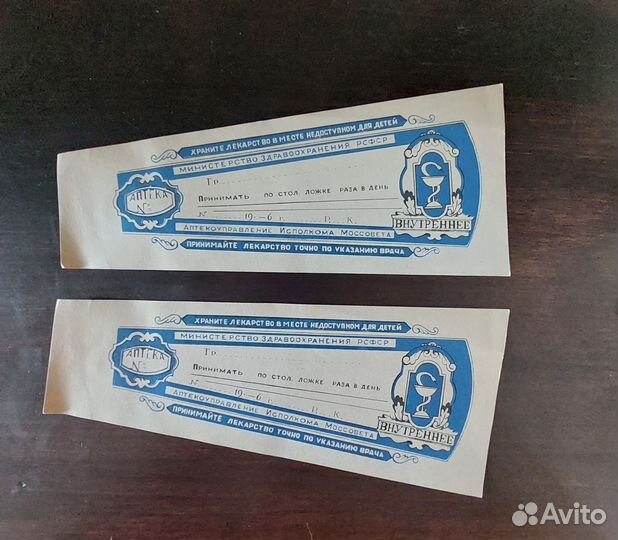 ХРАНИТЕ ЛЕКАРСТВО В МЕСТЕ НЕДОСТУПНОМ ДЛЯ ДЕТЕЙ
МИНИСТЕРСТВО ЗДРАВООХРАНЕНИЯ РСФСР
АПТЕКА
№
ГР.
ПРИНИМАТЬ ПО СТОЛ. ЛОЖКЕ РАЗА В ДЕНЬ
№ 19 -6 г. Р. К.
АПТЕКОУПРАВЛЕНИЕ ИСПОЛКОМА МОССОВЕТА
ПРИНИМАЙТЕ ЛЕКАРСТВО ТОЧНО ПО УКАЗАНИЮ ВРАЧА
ВНУТРЕННЕЕ
ХРАНИТЕ ЛЕКАРСТВО В МЕСТЕ НЕДОСТУПНОМ ДЛЯ ДЕТЕЙ
МИНИСТЕРСТВО ЗДРАВООХРАНЕНИЯ РСФСР
АПТЕКА
№
ГР.
ПРИНИМАТЬ ПО СТОЛ. ЛОЖКЕ РАЗА В ДЕНЬ
№ 19 -6 г. Р. К.
АПТЕКОУПРАВЛЕНИЕ ИСПОЛКОМА МОССОВЕТА
ПРИНИМАЙТЕ ЛЕКАРСТВО ТОЧНО ПО УКАЗАНИЮ ВРАЧА
ВНУТРЕННЕЕ
Avito